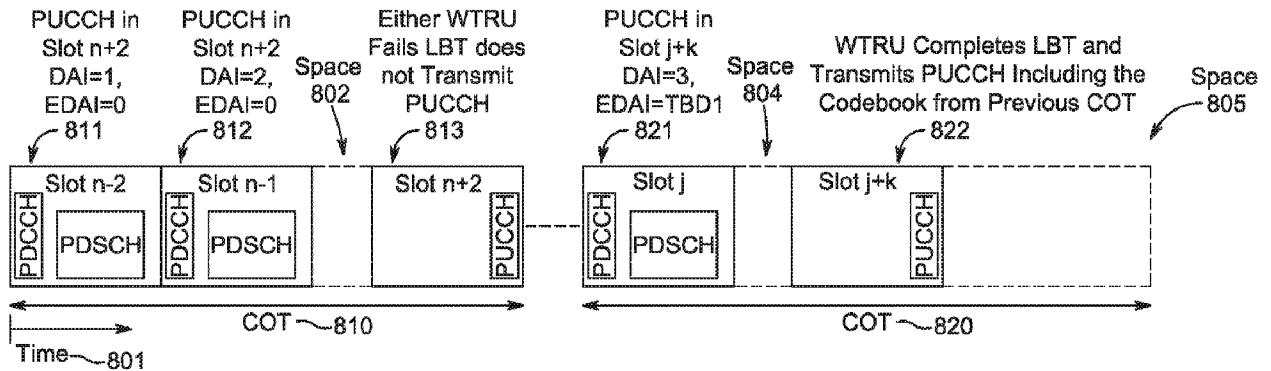 PUCCH in
Slot n+2
DAI=1,
EDAI=0
811
PUCCH in
Slot n+2
DAI=2,
EDAI=0
812
Space
802
Either WTRU
Fails LBT does
not Transmit
PUCCH
813
PUCCH in
Slot j+k
DAI=3,
EDAI=TBD1
821
Space
804
WTRU Completes LBT and
Transmits PUCCH Including the
Codebook from Previous COT
822
Space
805
Slot n-2
PDCCH
PDSCH
Slot n-1
PDCCH
PDSCH
Slot n+2
PUCCH
Slot j
PDCCH
PDSCH
Slot j+k
PUCCH
COT 810
COT 820
Time 801